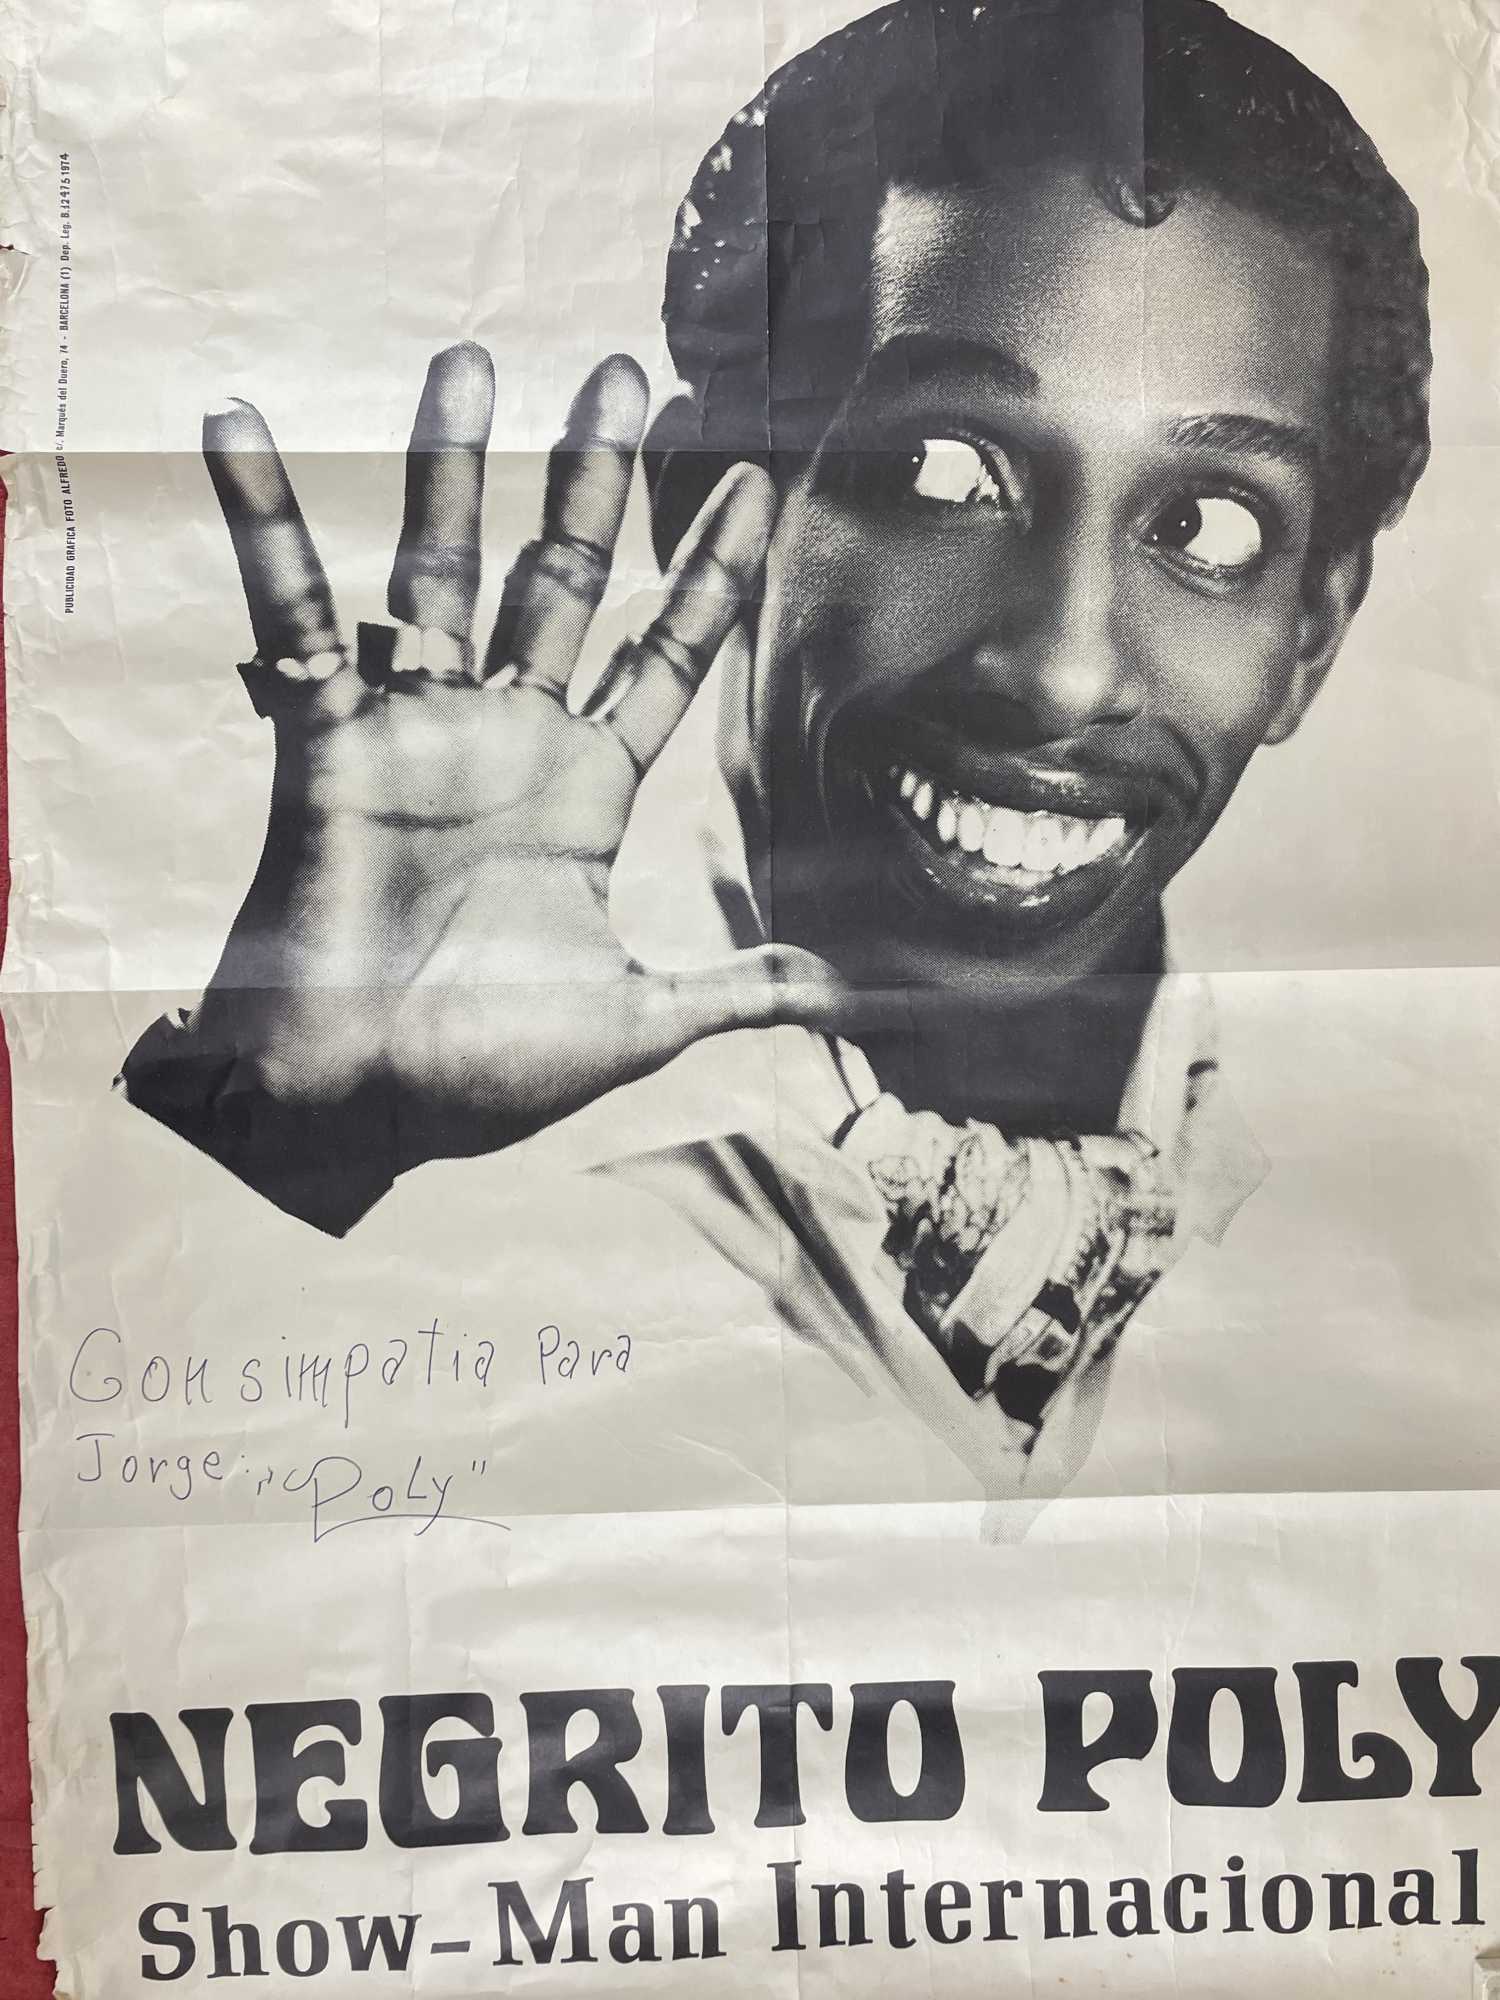 PUBLICIDAD GRAFICA FOTO ALFREDO c/. Marqués del Duero, 74 - BARCELONA (1) Dep. Leg. B.12475 1974
Con simpatia Para
Jorge: "Poly"
NEGRITO POLY
Show-Man Internacional